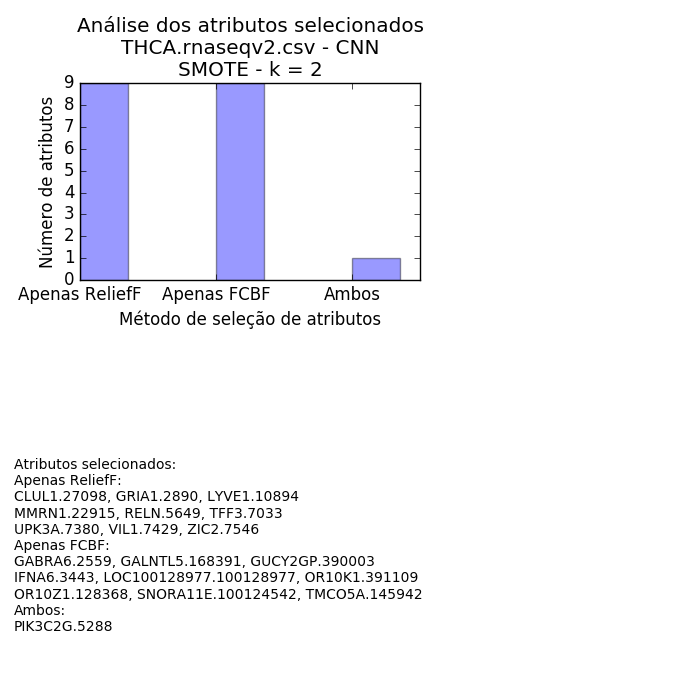 Análise dos atributos selecionados
THCA.rnaseqv2.csv - CNN
SMOTE - k = 2
9
8
7
6
5
4
3
2
1
0
Número de atributos
Apenas ReliefF Apenas FCBF Ambos
Método de seleção de atributos
Atributos selecionados:
Apenas ReliefF:
CLUL1.27098, GRIA1.2890, LYVE1.10894
MMRN1.22915, RELN.5649, TFF3.7033
UPK3A.7380, VIL1.7429, ZIC2.7546
Apenas FCBF:
GABRA6.2559, GALNTL5.168391, GUCY2GP.390003
IFNA6.3443, LOC100128977.100128977, OR10K1.391109
OR10Z1.128368, SNORA11E.100124542, TMCO5A.145942
Ambos:
PIK3C2G.5288